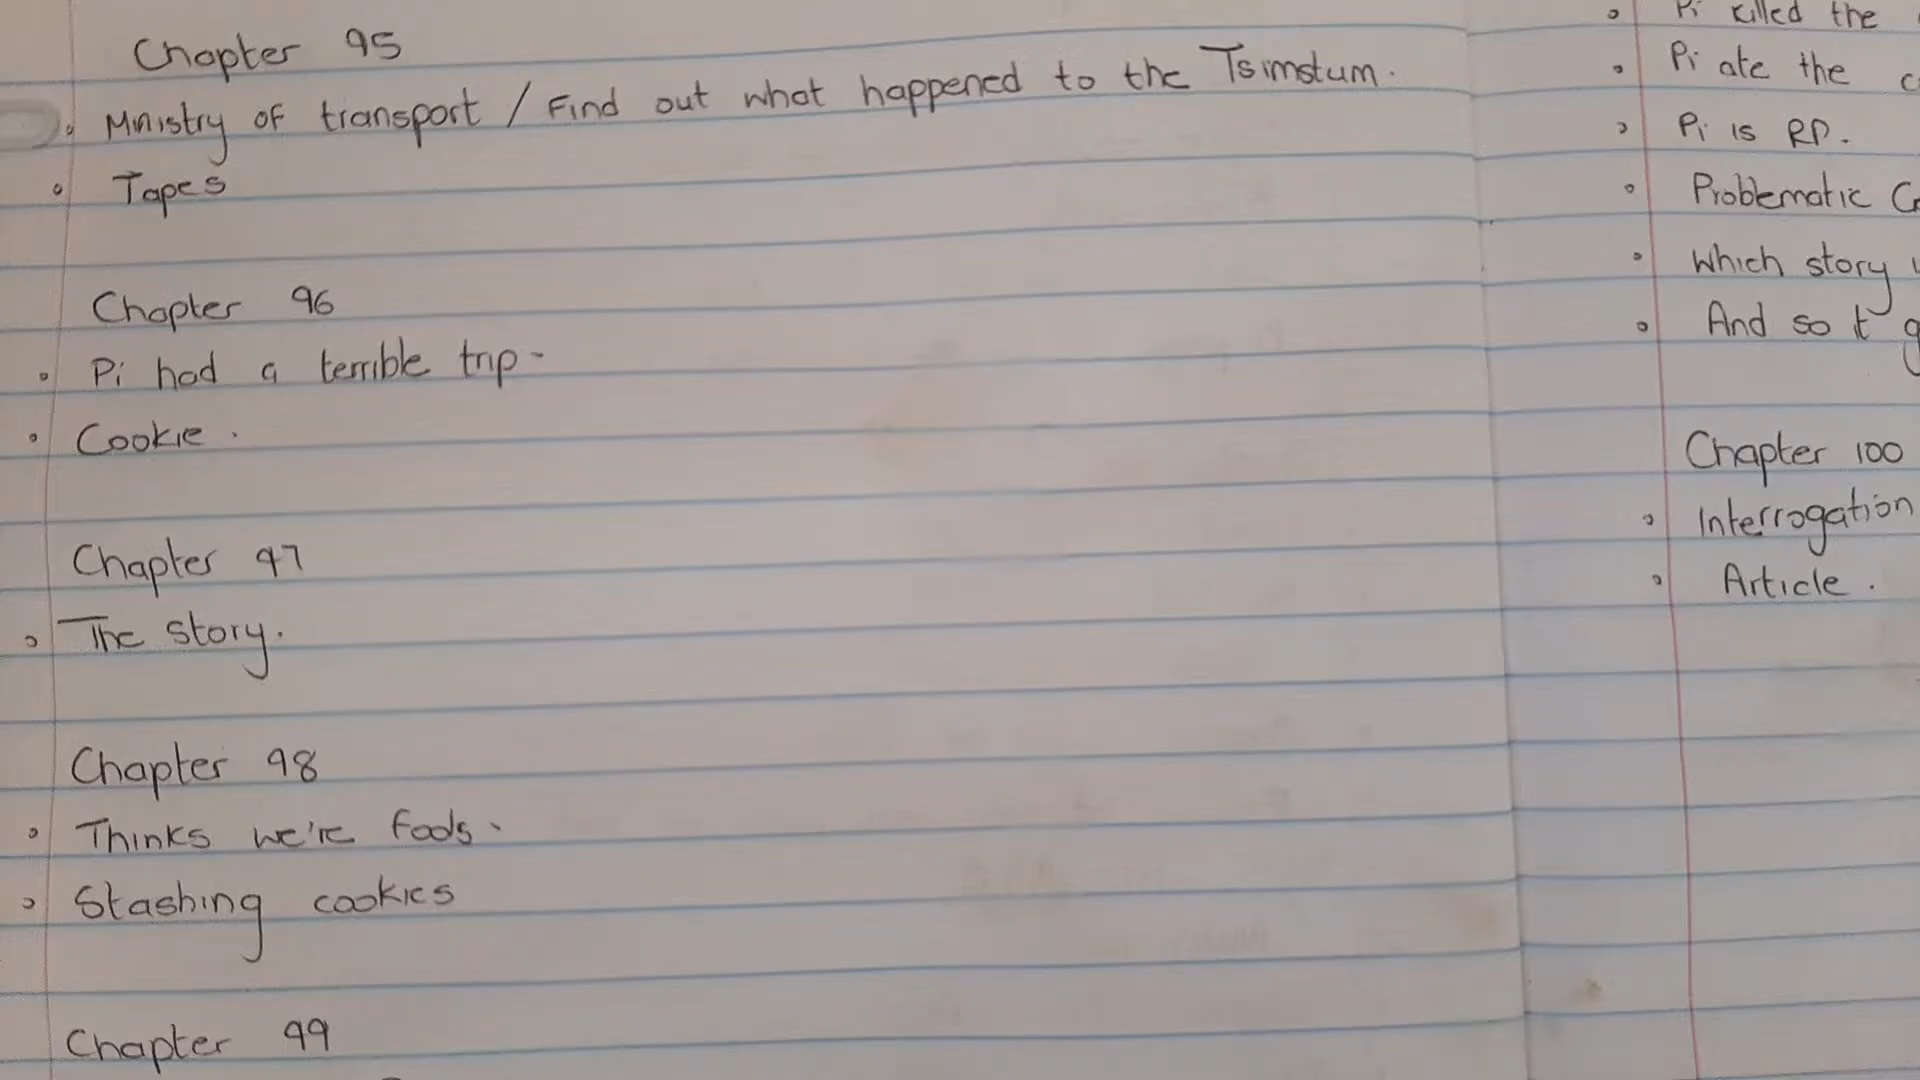 Chapter 95
Ministry of transport / Find out what happened to the Tsimstum.
Tapes
Chapter 96
Pi had a terrible trip-
Cookie.
Chapter 97
The story.
Chapter 98
Thinks we're fools.
Stashing cookies
Chapter 99
Pi killed the
Pi ate the
Pi is RP.
Problematic
Which story
And so it
Chapter 100
Interrogation
Article.